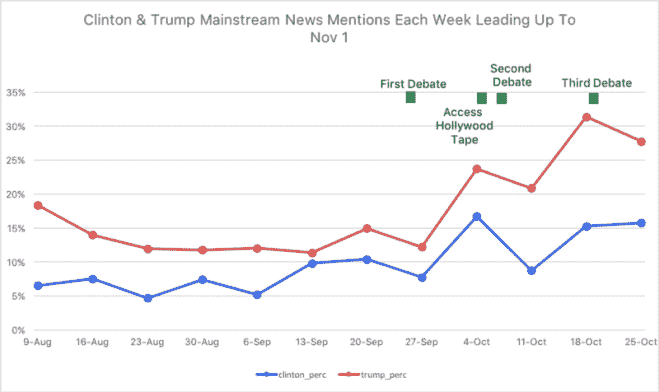 Clinton & Trump Mainstream News Mentions Each Week Leading Up To
Nov 1
First Debate
Access
Hollywood
Tape
Second
Debate
Third Debate
35%
30%
25%
20%
15%
10%
5%
0%
9-Aug 16-Aug 23-Aug 30-Aug 6-Sep 13-Sep 20-Sep 27-Sep 4-Oct 11-Oct 18-Oct 25-Oct
clinton_perc trump_perc